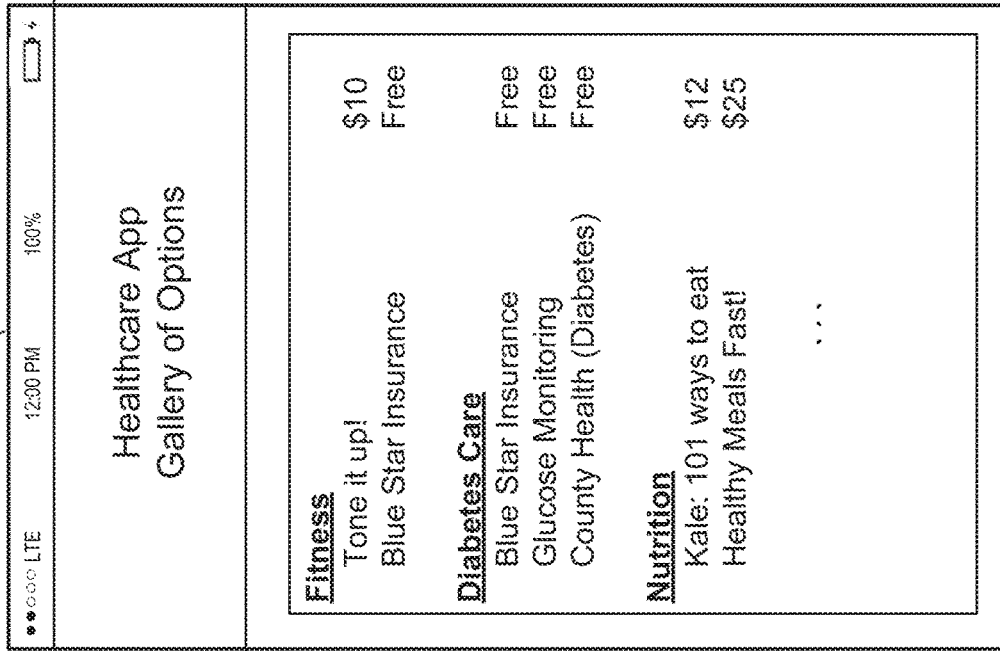 ●●○○○ LTE 12:00 PM 100%
Healthcare App
Gallery of Options
Fitness
Tone it up! $10
Blue Star Insurance Free
Diabetes Care
Blue Star Insurance Free
Glucose Monitoring Free
County Health (Diabetes) Free
Nutrition
Kale: 101 ways to eat $12
Healthy Meals Fast! $25
...